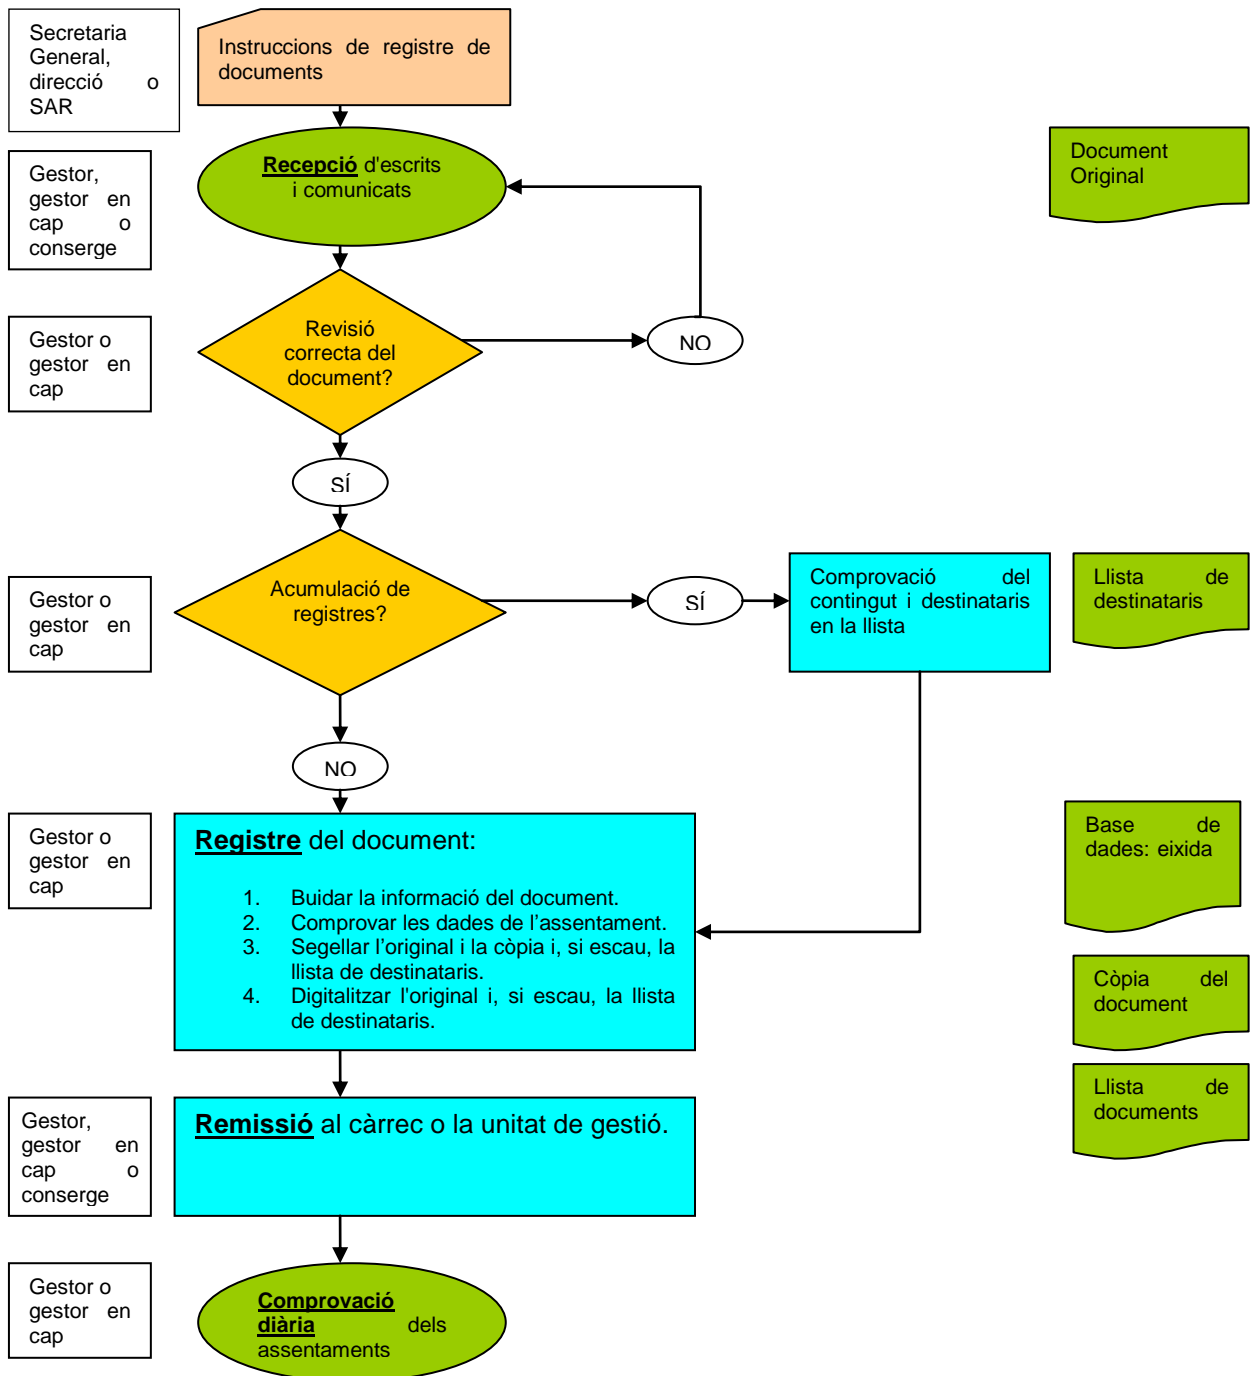 Secretaria
General,
direcció o
SAR
Instruccions de registre de
documents
Gestor,
gestor en
cap o
conserge
Recepció d'escrits
i comunicats
Document
Original
Gestor o
gestor en
cap
Revisió
correcta del
document?
NO
SÍ
Gestor o
gestor en
cap
Acumulació de
registres?
SÍ
Comprovació del
contingut i destinataris
en la llista
Llista de
destinataris
NO
Gestor o
gestor en
cap
Registre del document:
1. Buidar la informació del document.
2. Comprovar les dades de l’assentament.
3. Segellar l’original i la còpia i, si escau, la
llista de destinataris.
4. Digitalitzar l'original i, si escau, la llista
de destinataris.
Base de
dades: eixida
Còpia del
document
Llista de
documents
Gestor,
gestor en
cap o
conserge
Remissió al càrrec o la unitat de gestió.
Gestor o
gestor en
cap
Comprovació
diària dels
assentaments